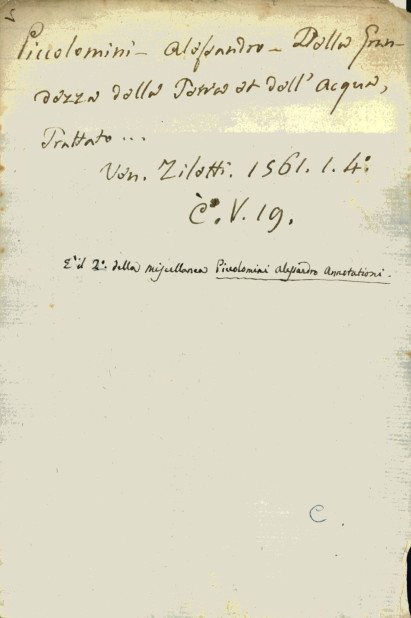 Piccolomini - Alessandro - Della Gran-
dezza della Terra et dell' Acqua,
Trattato ...
Ven. Ziletti. 1561. 1. 4.º
C.º V. 19.
È il 2.º della miscellanea Piccolomini Alessandro Annotationi.
C